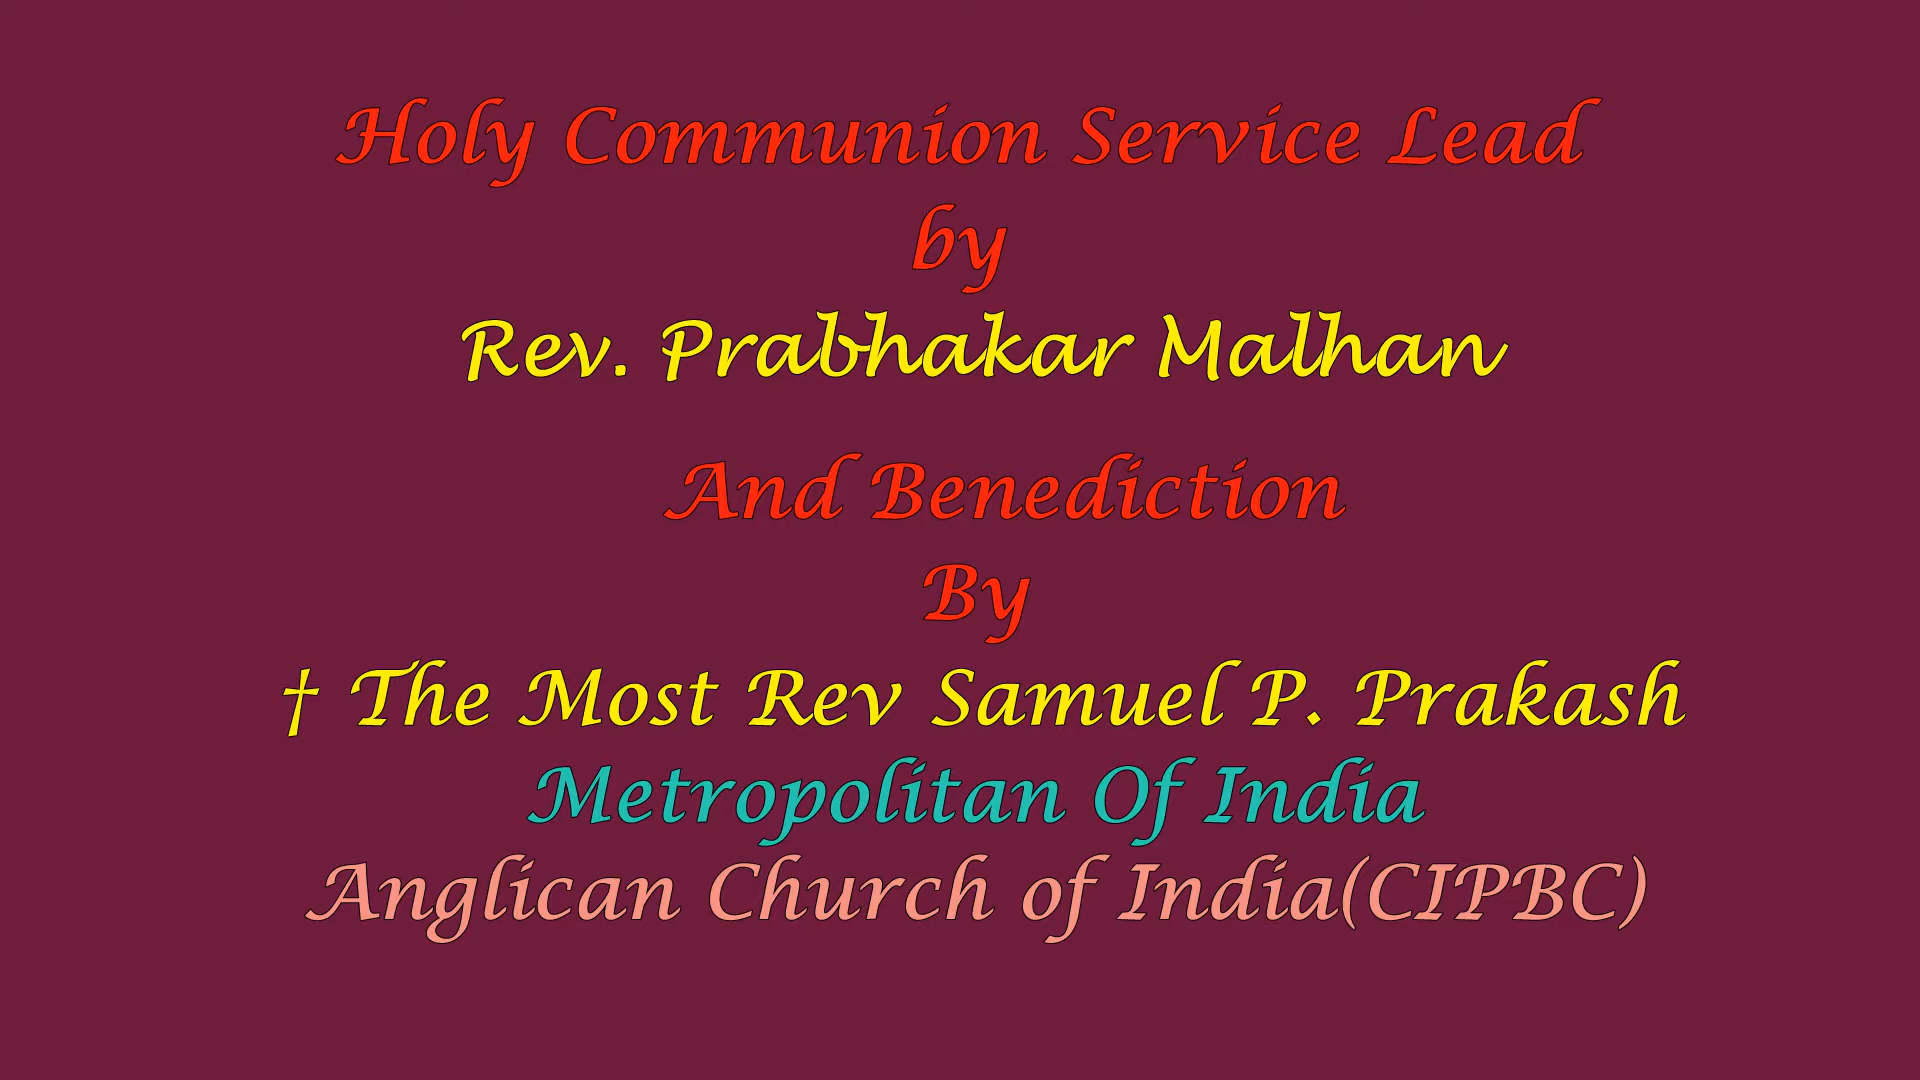 Holy Communion Service Lead
by
Rev. Prabhakar Malhan
And Benediction
By
† The Most Rev Samuel P. Prakash
Metropolitan Of India
Anglican Church of India(CIPBC)